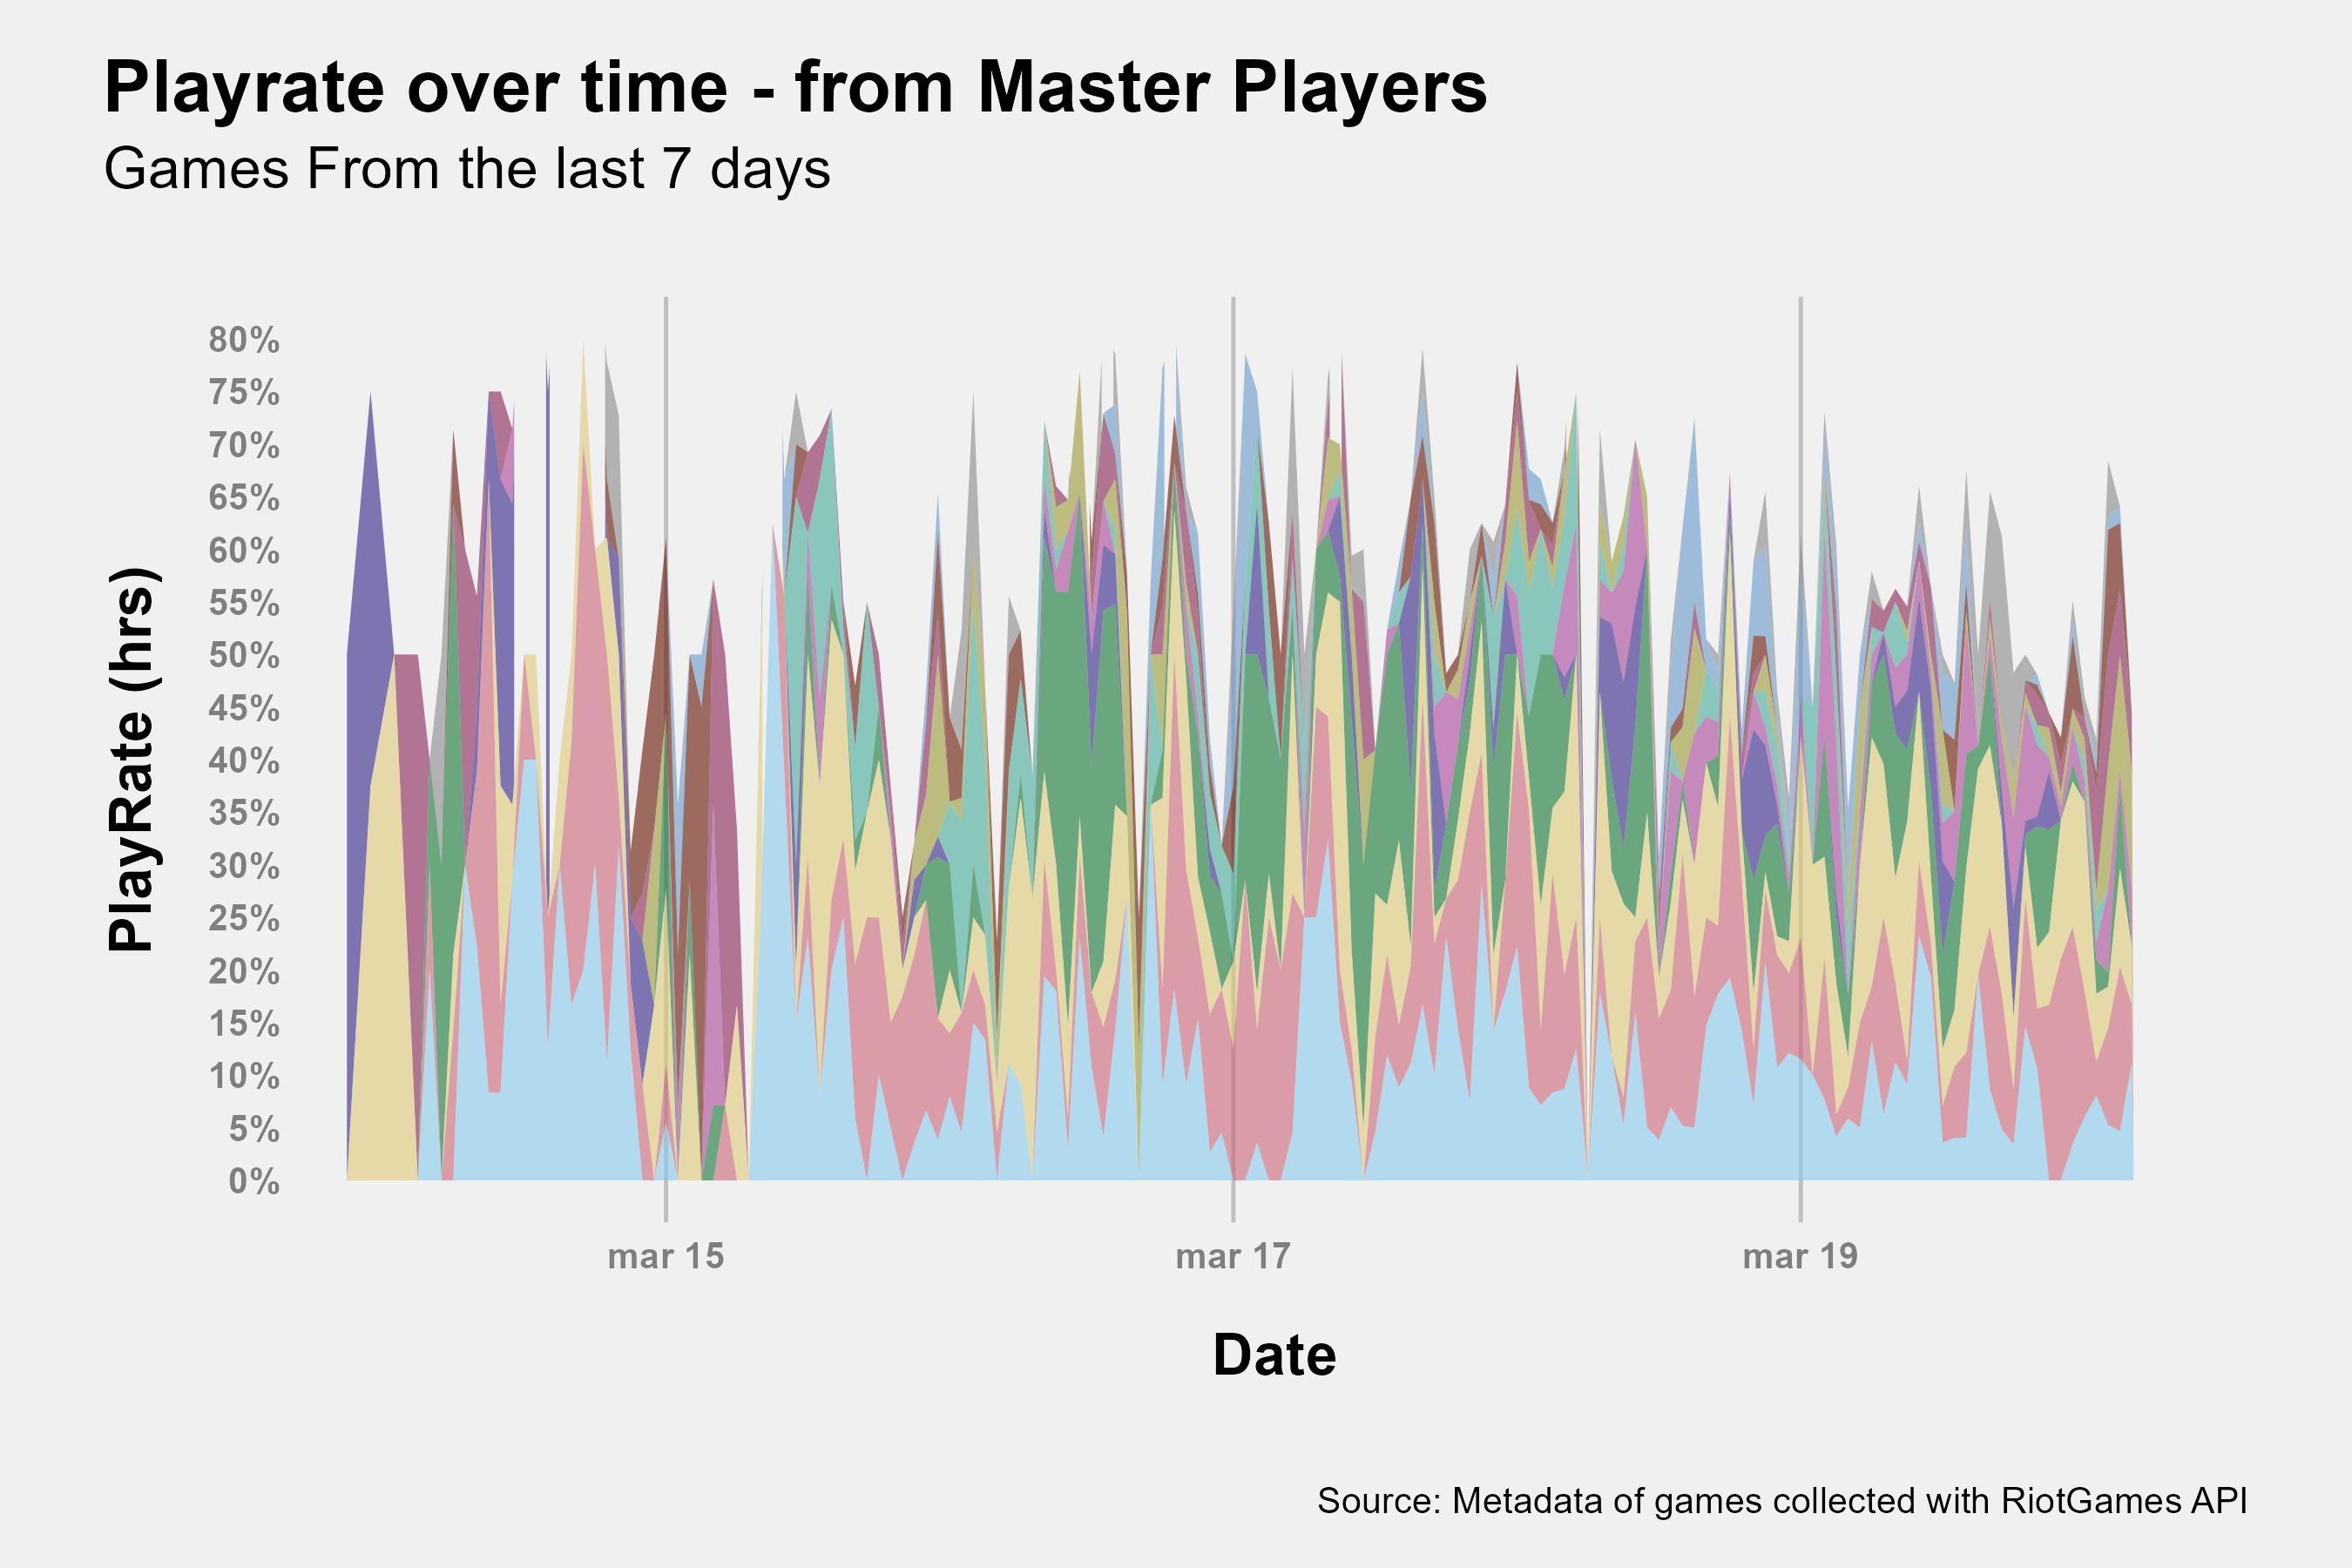 Playrate over time - from Master Players
Games From the last 7 days
PlayRate (hrs)
80%
75%
70%
65%
60%
55%
50%
45%
40%
35%
30%
25%
20%
15%
10%
5%
0%
mar 15
mar 17
mar 19
Date
Source: Metadata of games collected with RiotGames API